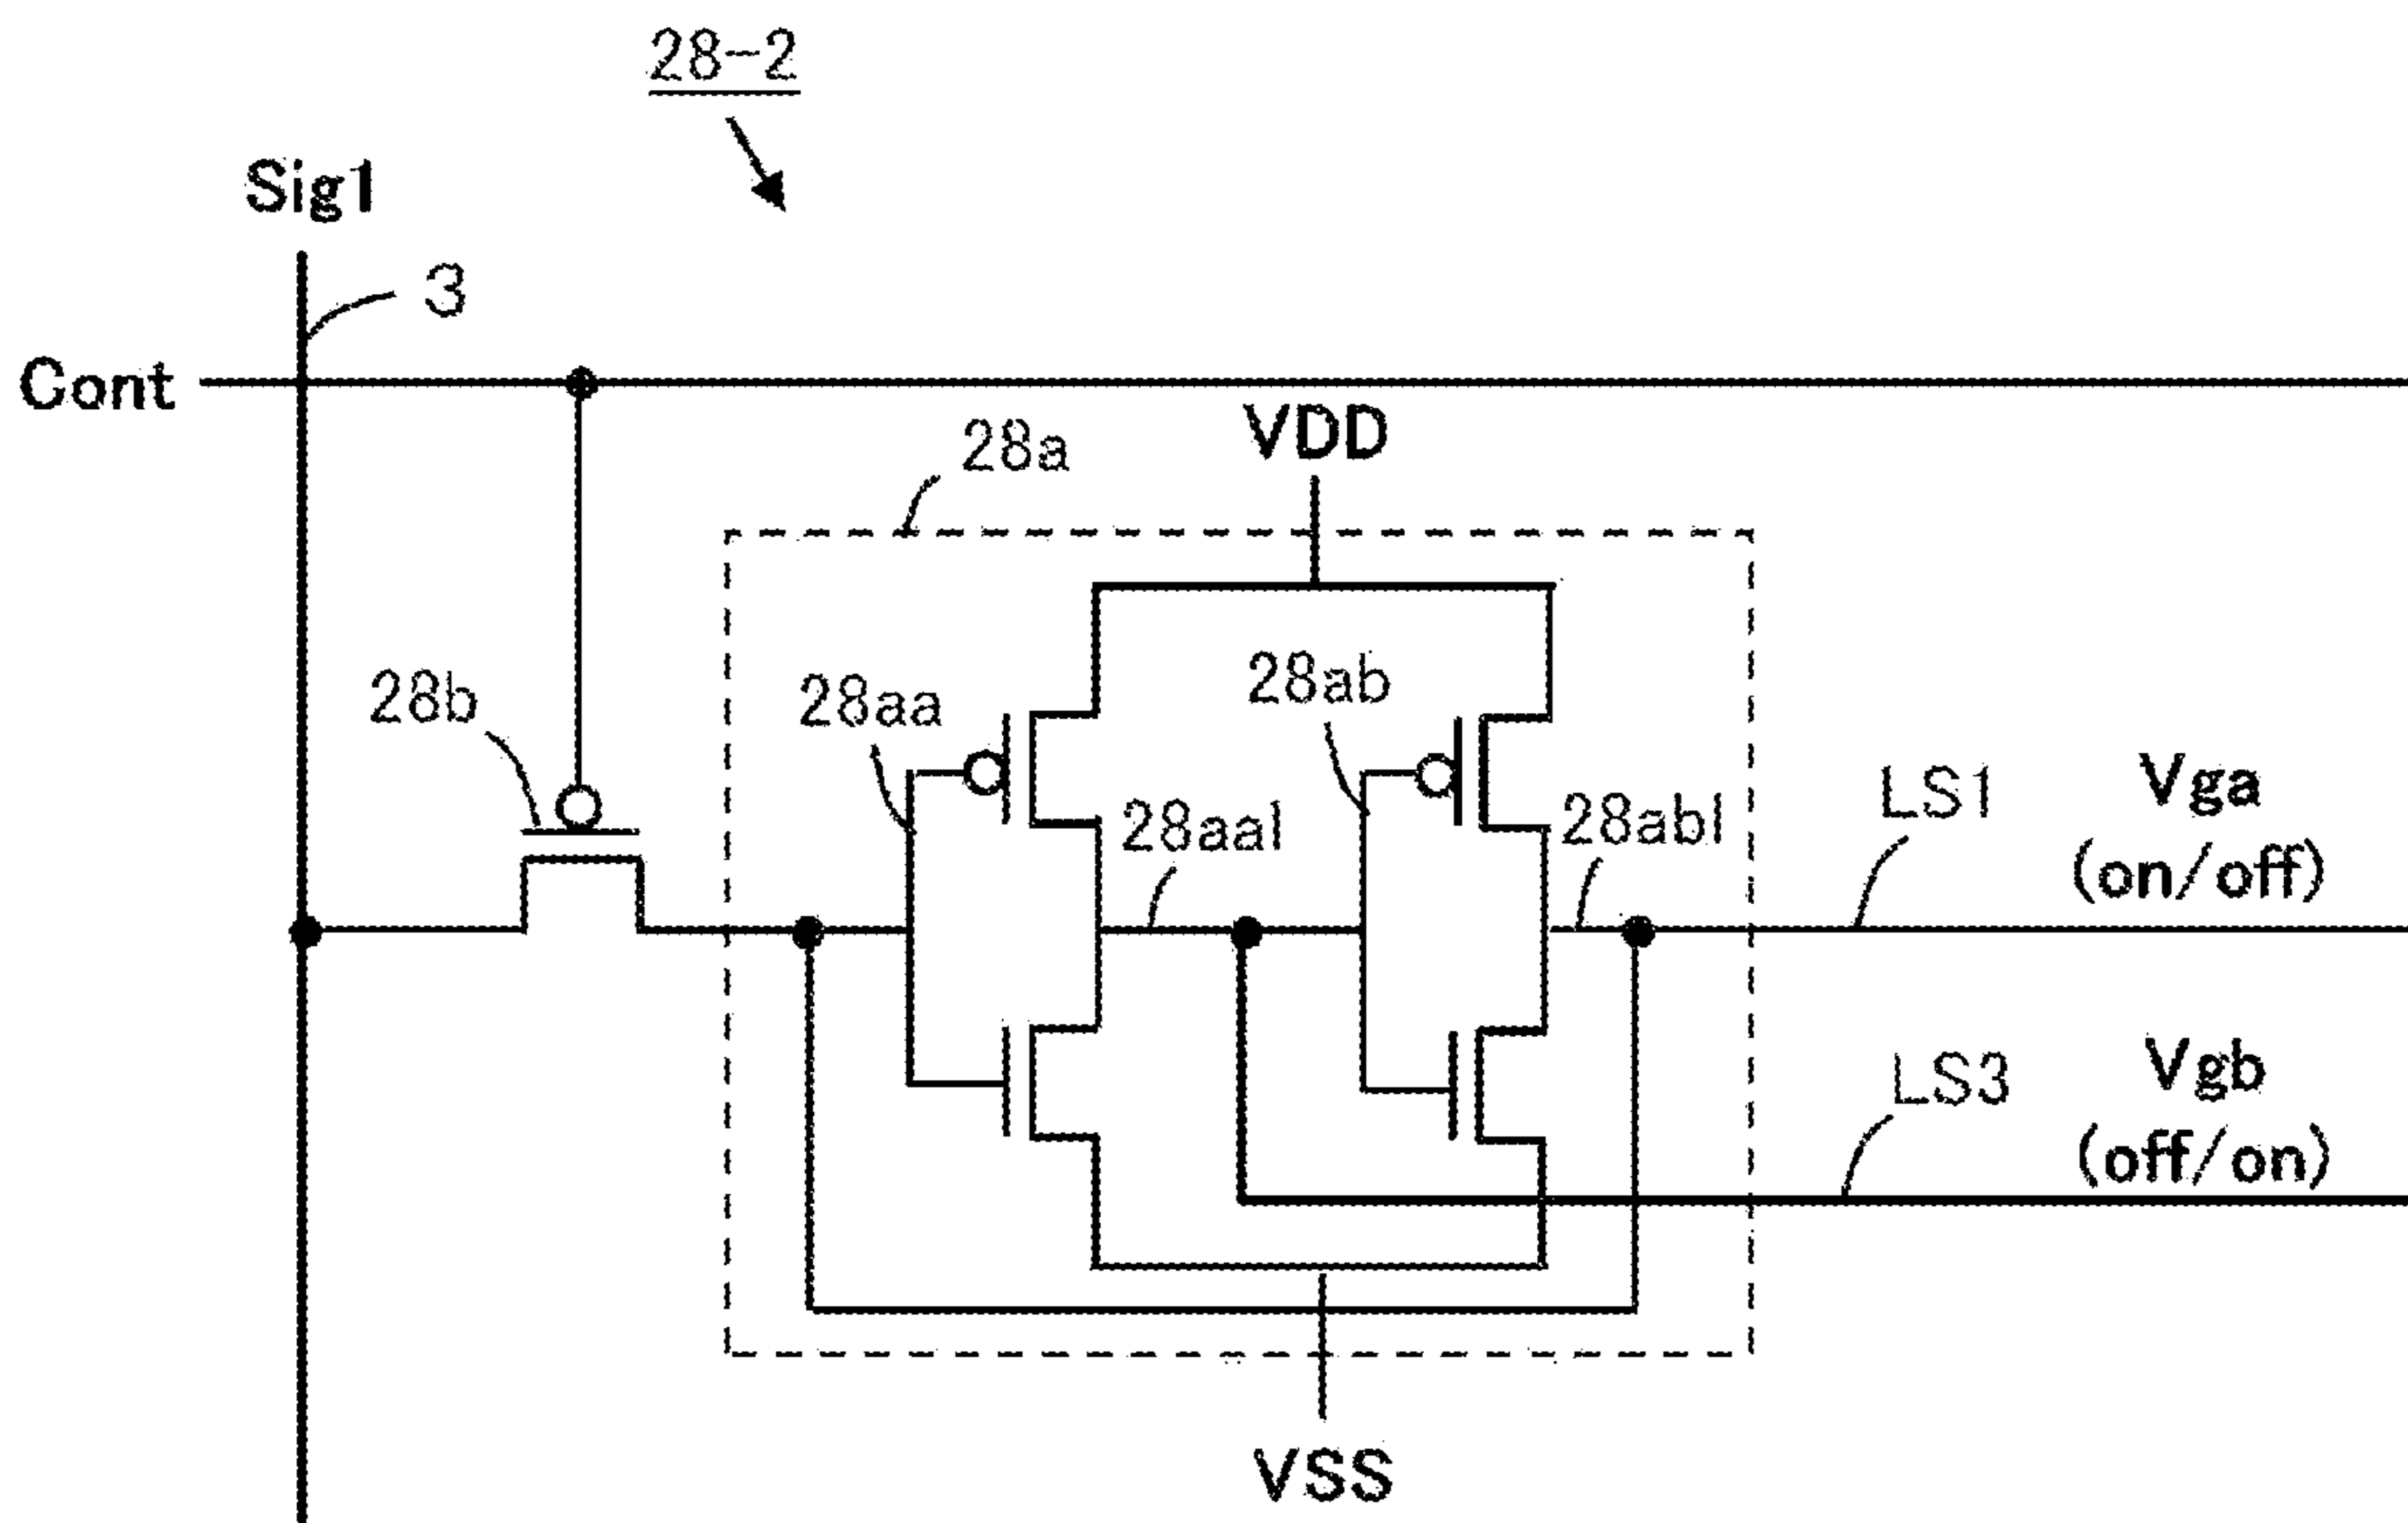 28-2
Sig1
3
Cont
28a
VDD
28b
28aa
28ab
28aal
28abl
LS1
Vga
(on/off)
LS3
Vgb
(off/on)
VSS